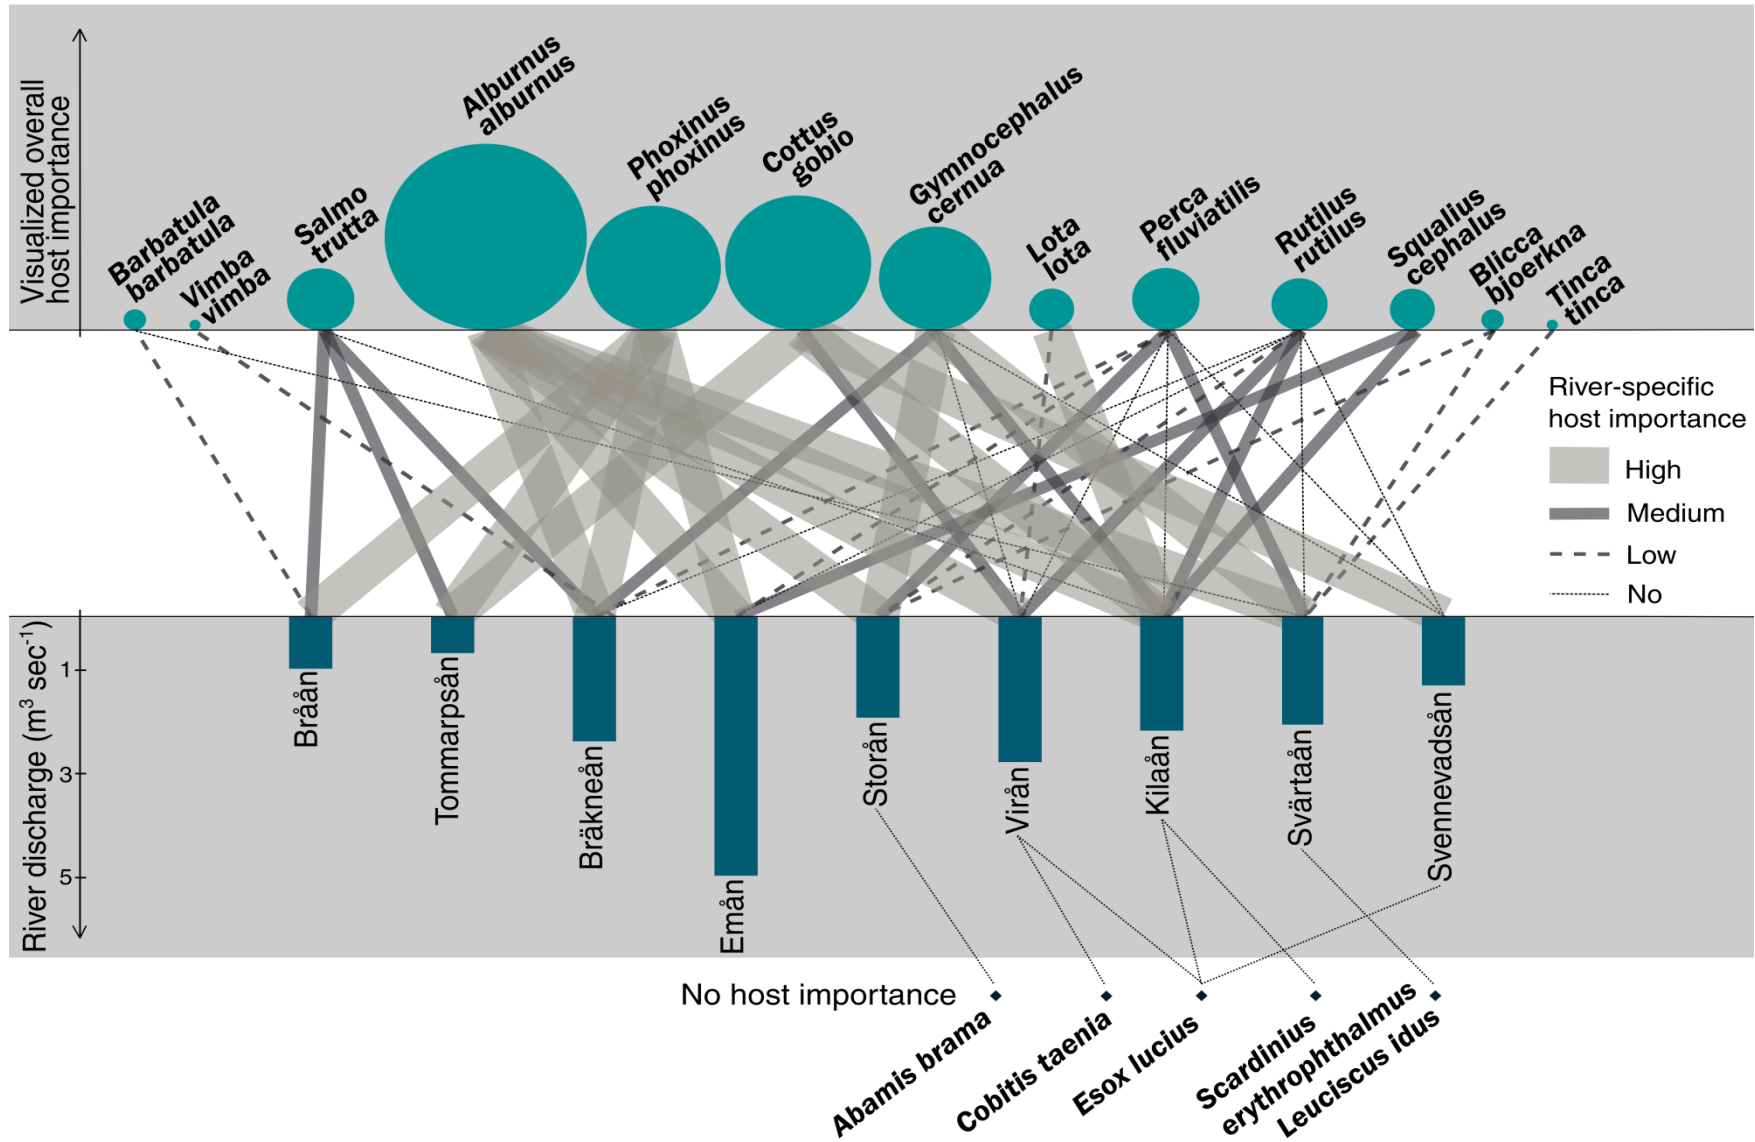 Visualized overall
host importance
Barbatula
barbatula
Vimba
vimba
Salmo
trutta
Alburnus
alburnus
Phoxinus
phoxinus
Cottus
gobio
Gymnocephalus
cernua
Lota
lota
Perca
fluviatilis
Rutilus
rutilus
Squalius
cephalus
Blicca
bjoerkna
Tinca
tinca
River-specific
host importance
High
Medium
Low
No
River discharge (m³ sec⁻¹)
1
3
5
Bråån
Tommarpsån
Bräkneån
Emån
Storån
Virån
Kilaån
Svärtaån
Svennevadsån
No host importance
Abamis brama
Cobitis taenia
Esox lucius
Scardinius
erythrophthalmus
Leuciscus idus